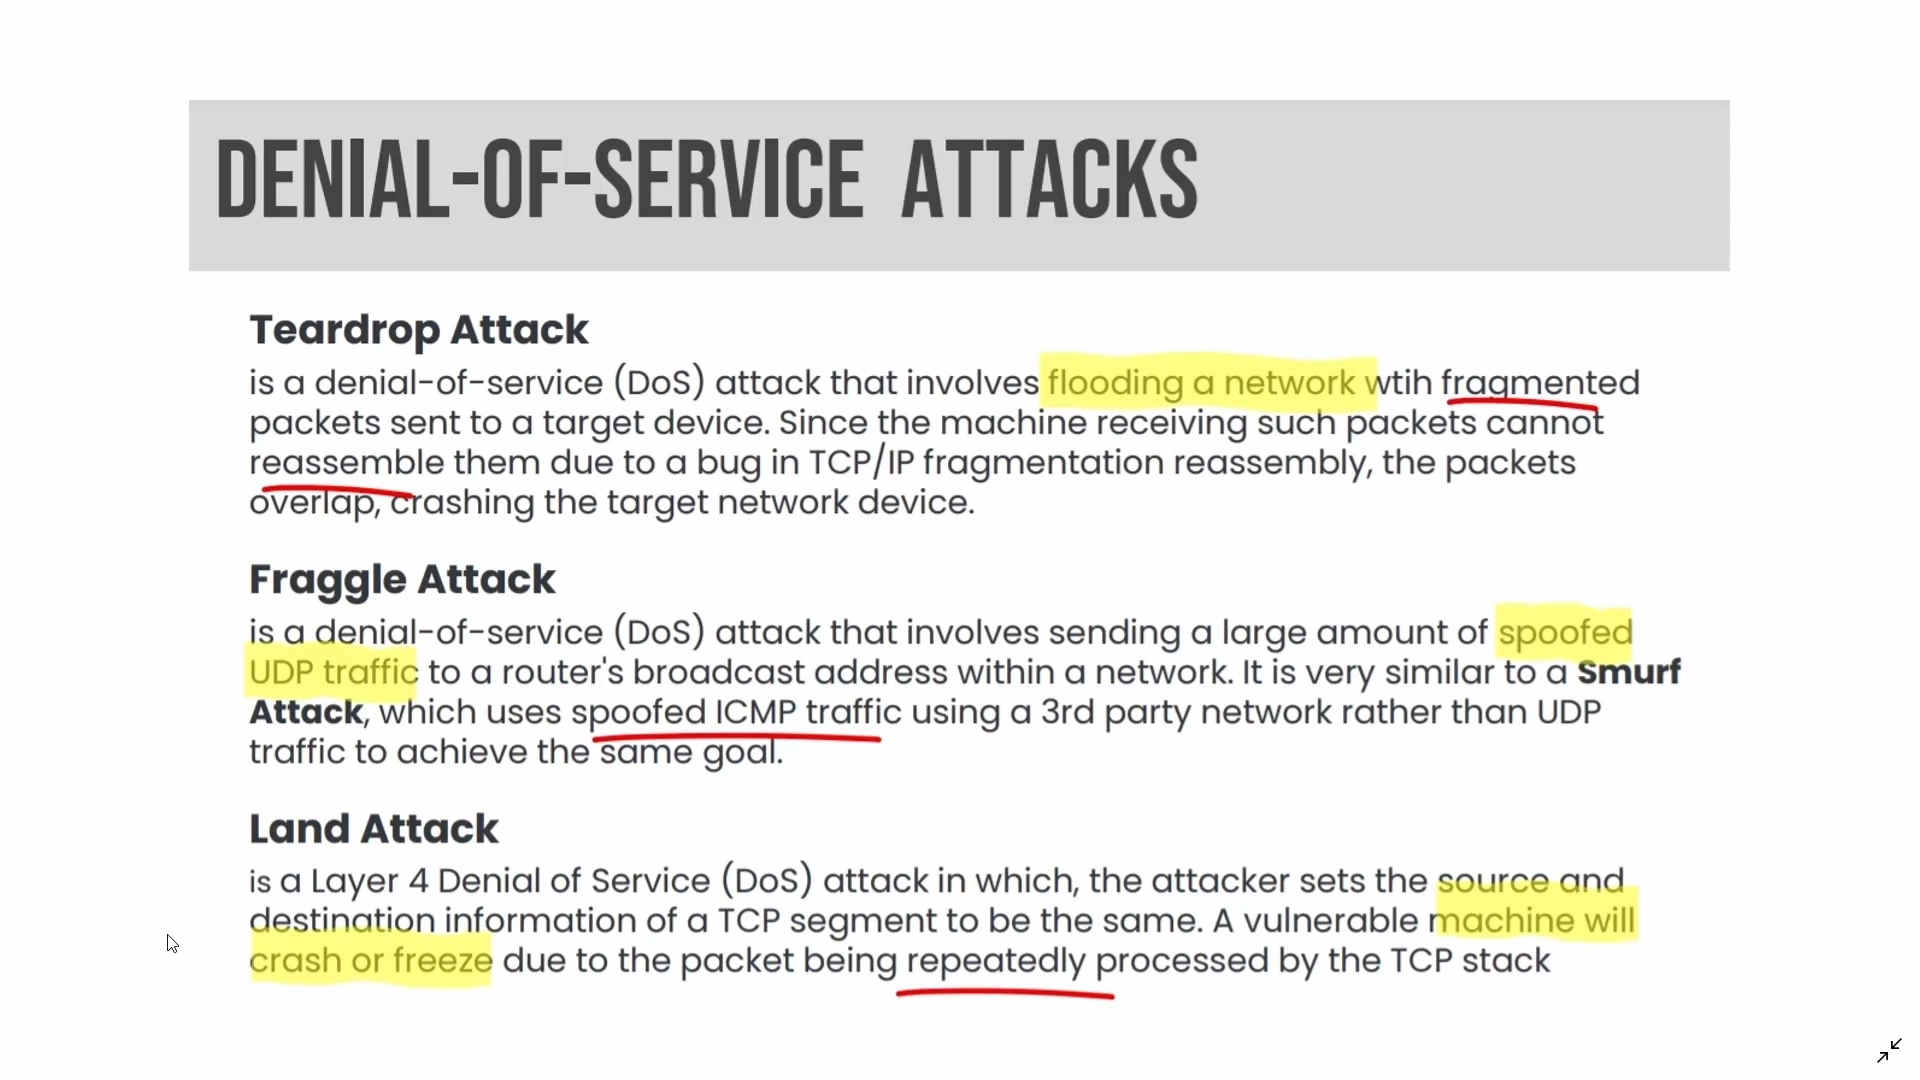 DENIAL-OF-SERVICE ATTACKS
Teardrop Attack
is a denial-of-service (DoS) attack that involves flooding a network wtih fragmented
packets sent to a target device. Since the machine receiving such packets cannot
reassemble them due to a bug in TCP/IP fragmentation reassembly, the packets
overlap, crashing the target network device.
Fraggle Attack
is a denial-of-service (DoS) attack that involves sending a large amount of spoofed
UDP traffic to a router's broadcast address within a network. It is very similar to a Smurf
Attack, which uses spoofed ICMP traffic using a 3rd party network rather than UDP
traffic to achieve the same goal.
Land Attack
is a Layer 4 Denial of Service (DoS) attack in which, the attacker sets the source and
destination information of a TCP segment to be the same. A vulnerable machine will
crash or freeze due to the packet being repeatedly processed by the TCP stack